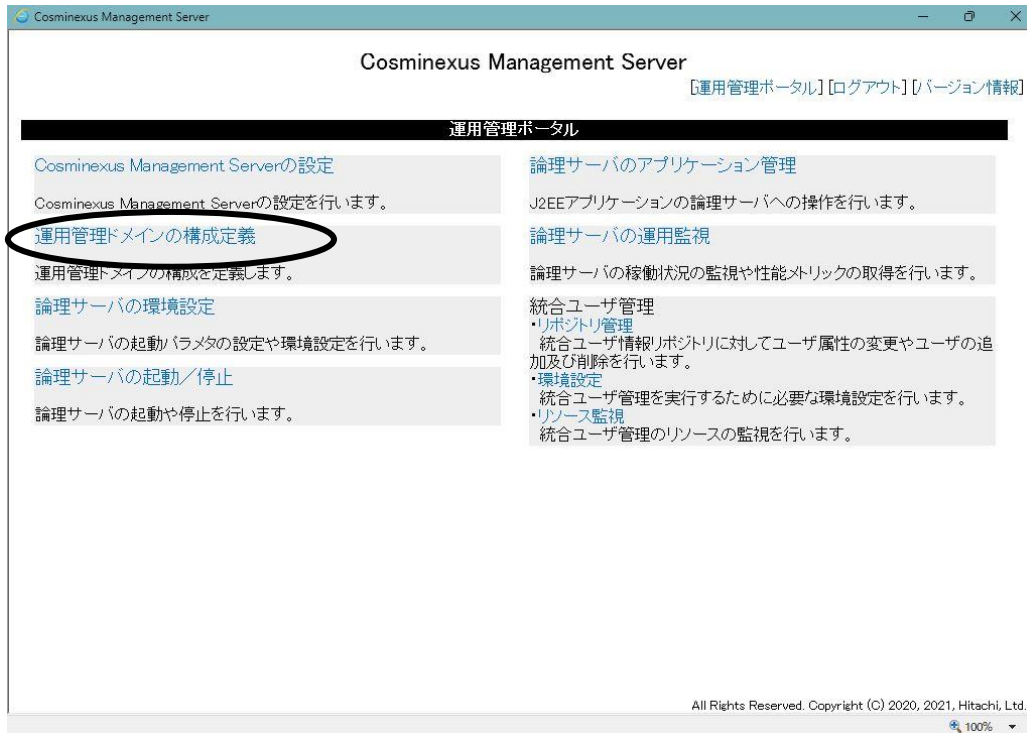 Cosminexus Management Server
Cosminexus Management Server
[運用管理ポータル] [ログアウト] [バージョン情報]
運用管理ポータル
Cosminexus Management Serverの設定
Cosminexus Management Serverの設定を行います。
運用管理ドメインの構成定義
運用管理ドメインの構成を定義します。
論理サーバの環境設定
論理サーバの起動パラメタの設定や環境設定を行います。
論理サーバの起動／停止
論理サーバの起動や停止を行います。
論理サーバのアプリケーション管理
J2EEアプリケーションの論理サーバへの操作を行います。
論理サーバの運用監視
論理サーバの稼働状況の監視や性能メトリックの取得を行います。
統合ユーザ管理
・リポジトリ管理
統合ユーザ情報リポジトリに対してユーザ属性の変更やユーザの追
加及び削除を行います。
・環境設定
統合ユーザ管理を実行するために必要な環境設定を行います。
・リソース監視
統合ユーザ管理のリソースの監視を行います。
All Rights Reserved. Copyright (C) 2020, 2021, Hitachi, Ltd.
100%